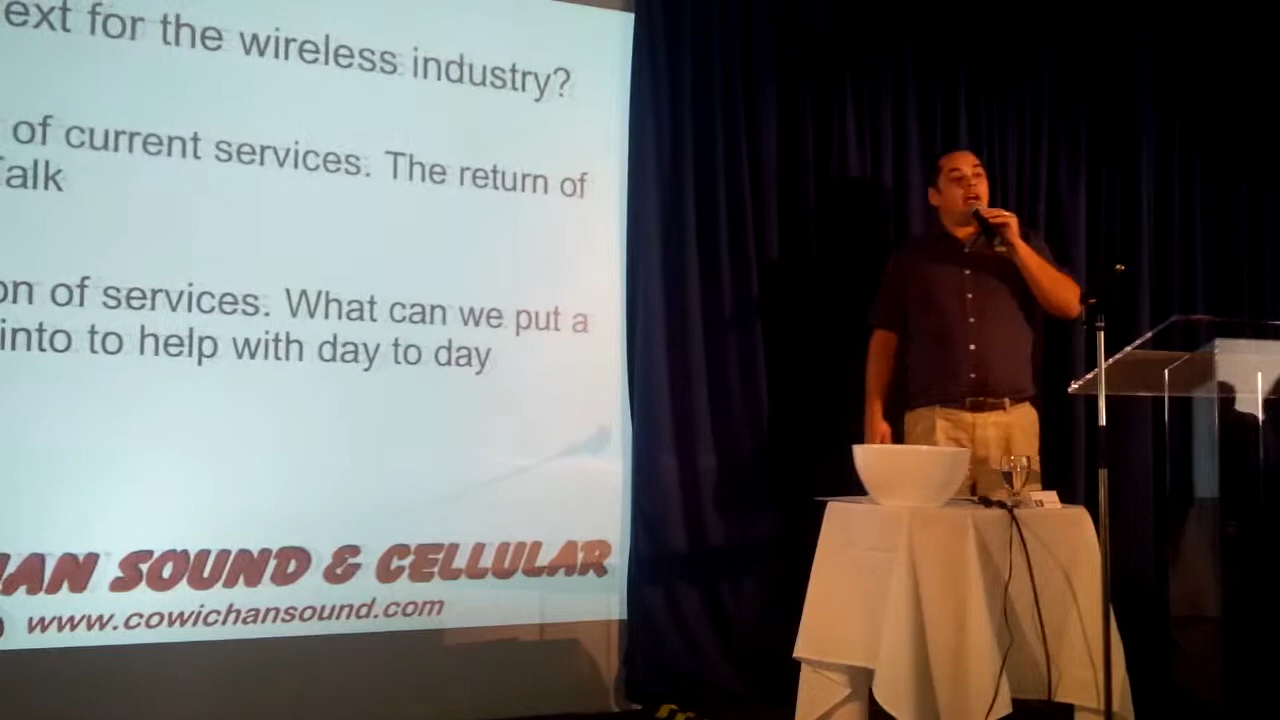 ext for the wireless industry?
of current services. The return of
alk
on of services. What can we put a
into to help with day to day
AN SOUND & CELLULAR
www.cowichansound.com